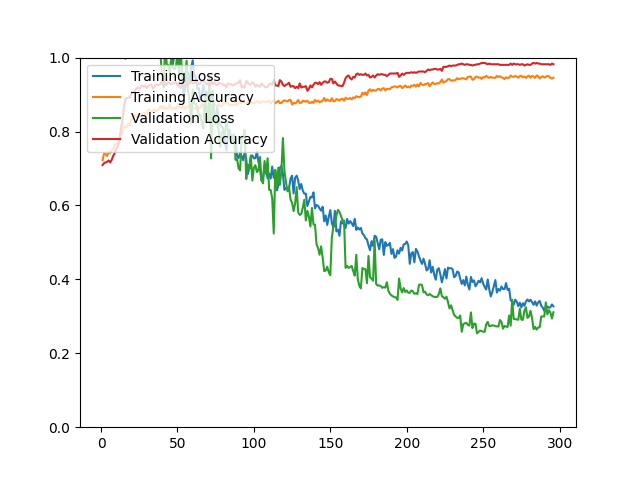 1.0
0.8
0.6
0.4
0.2
0.0
Training Loss
Training Accuracy
Validation Loss
Validation Accuracy
0 50 100 150 200 250 300